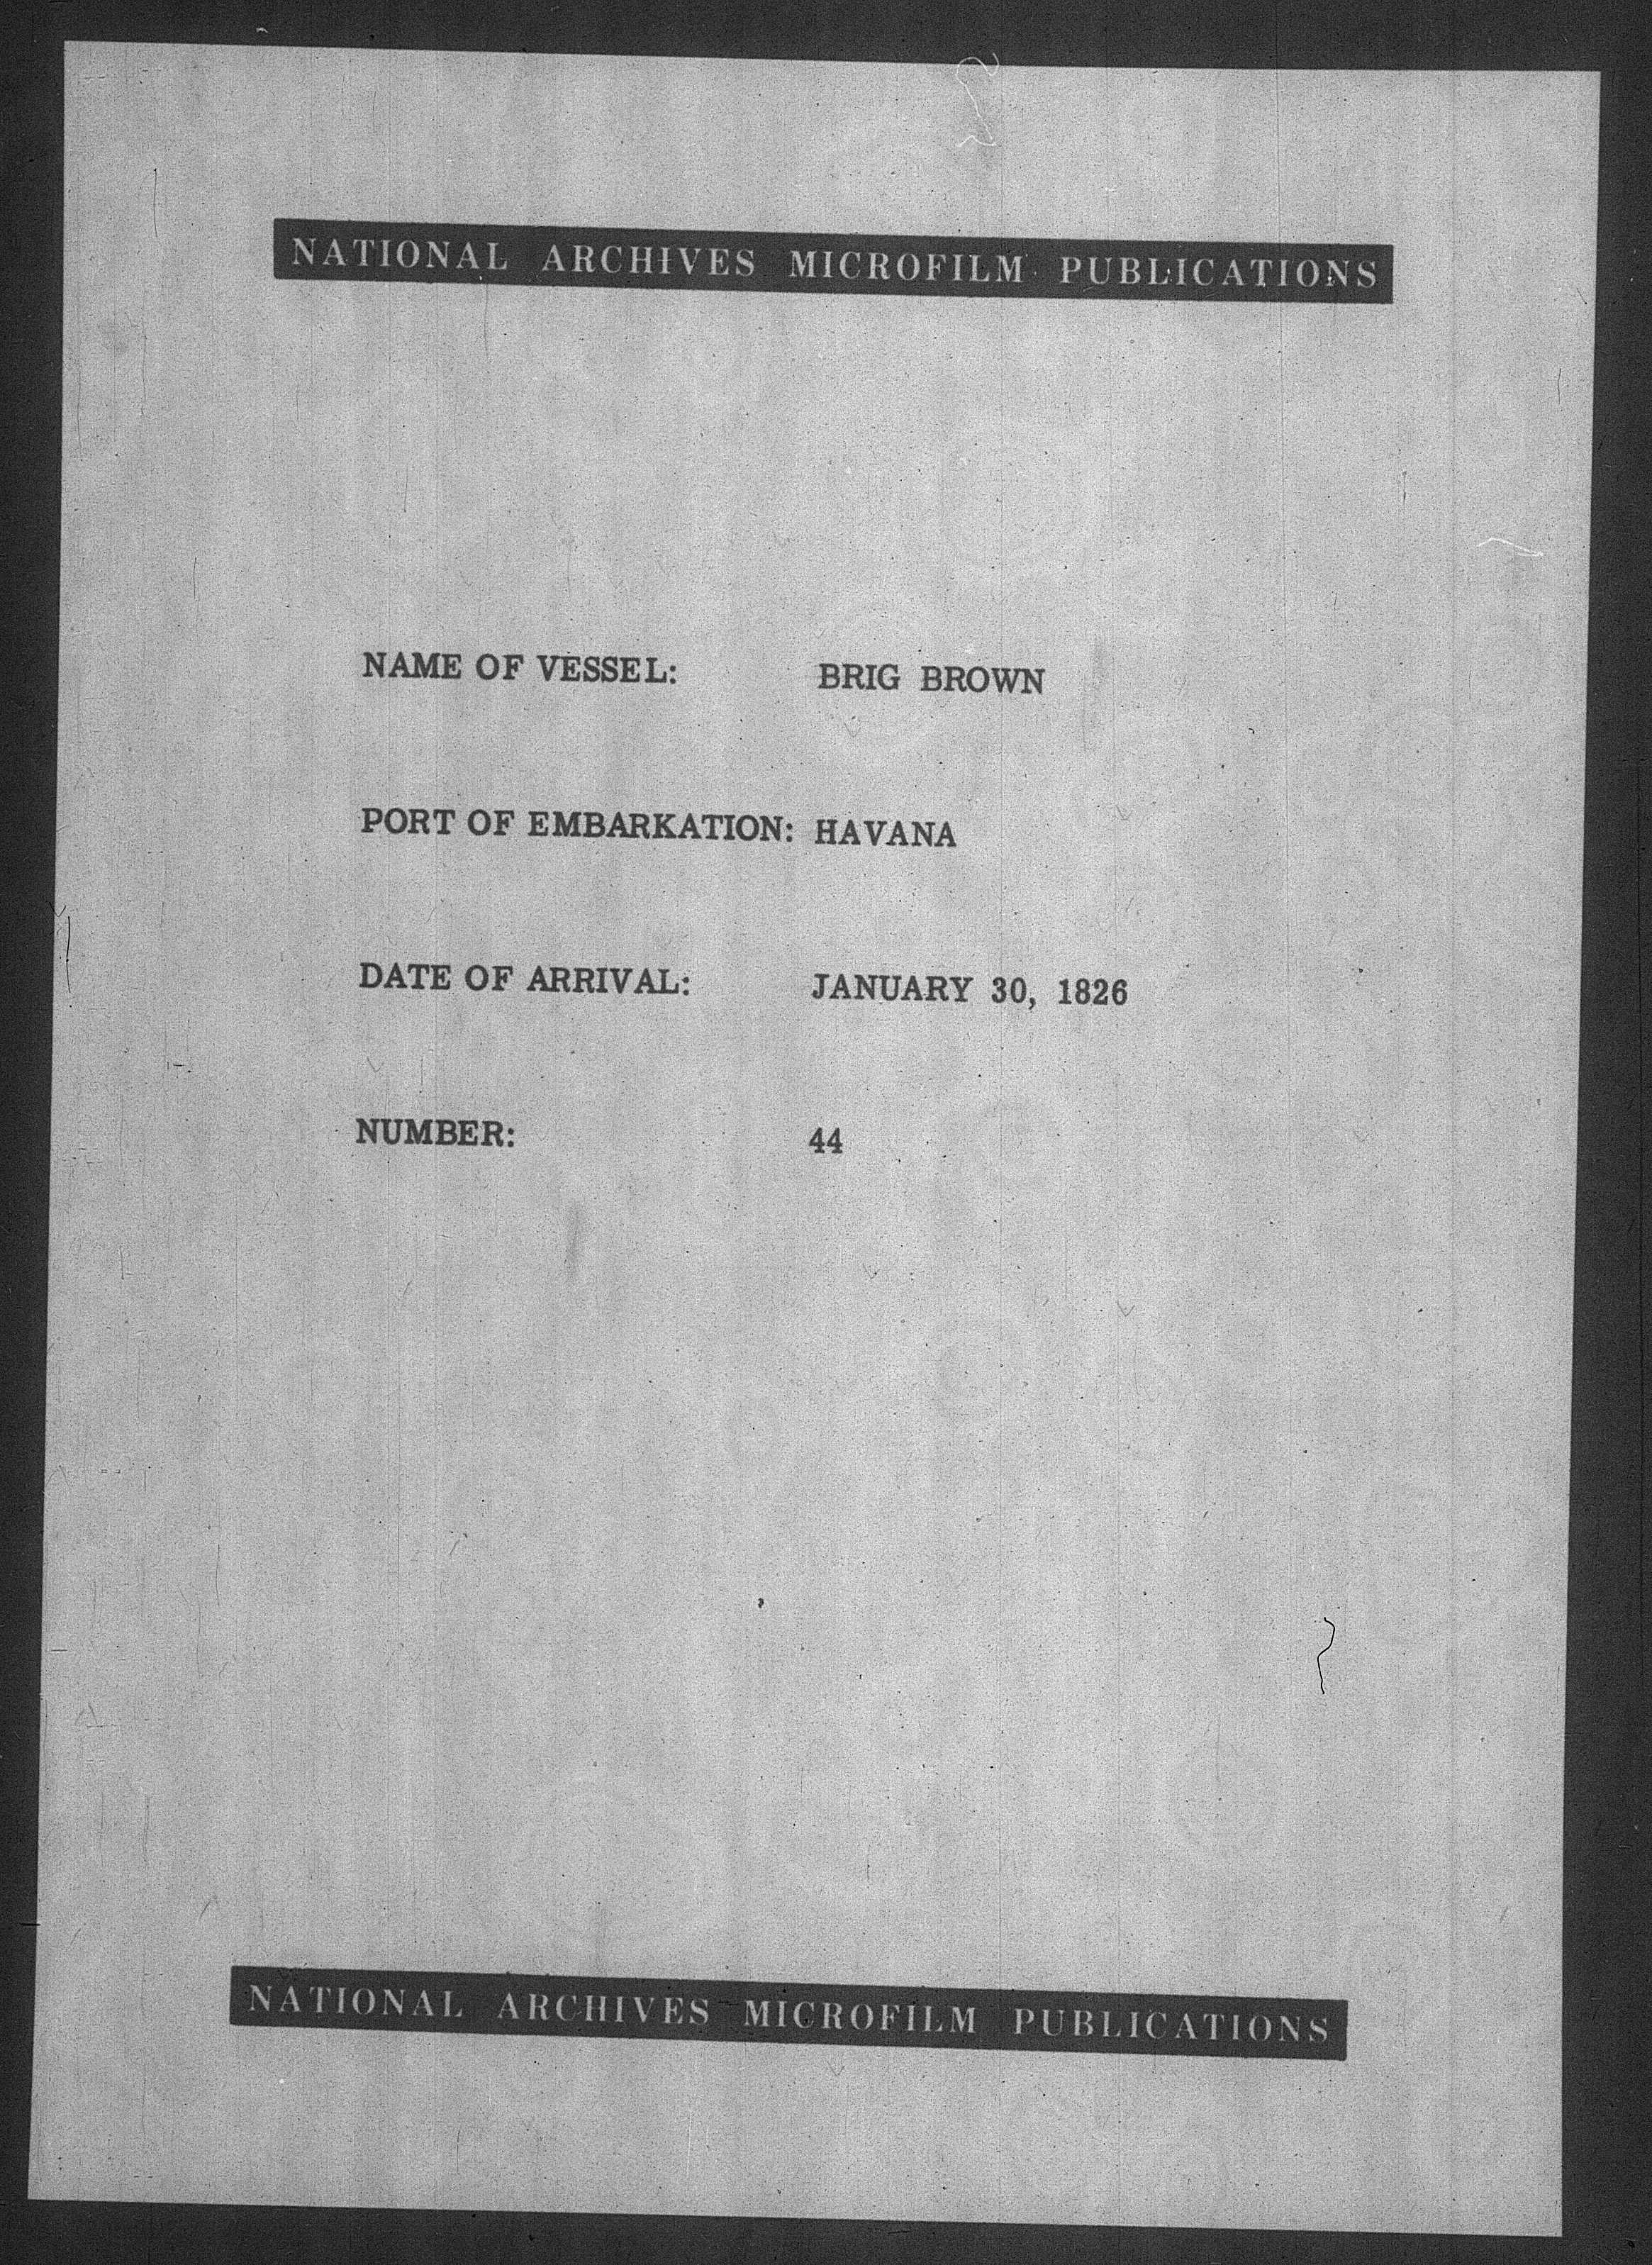 NATIONAL ARCHIVES MICROFILM PUBLICATIONS
NAME OF VESSEL: BRIG BROWN
PORT OF EMBARKATION: HAVANA
DATE OF ARRIVAL: JANUARY 30, 1826
NUMBER: 44
NATIONAL ARCHIVES MICROFILM PUBLICATIONS